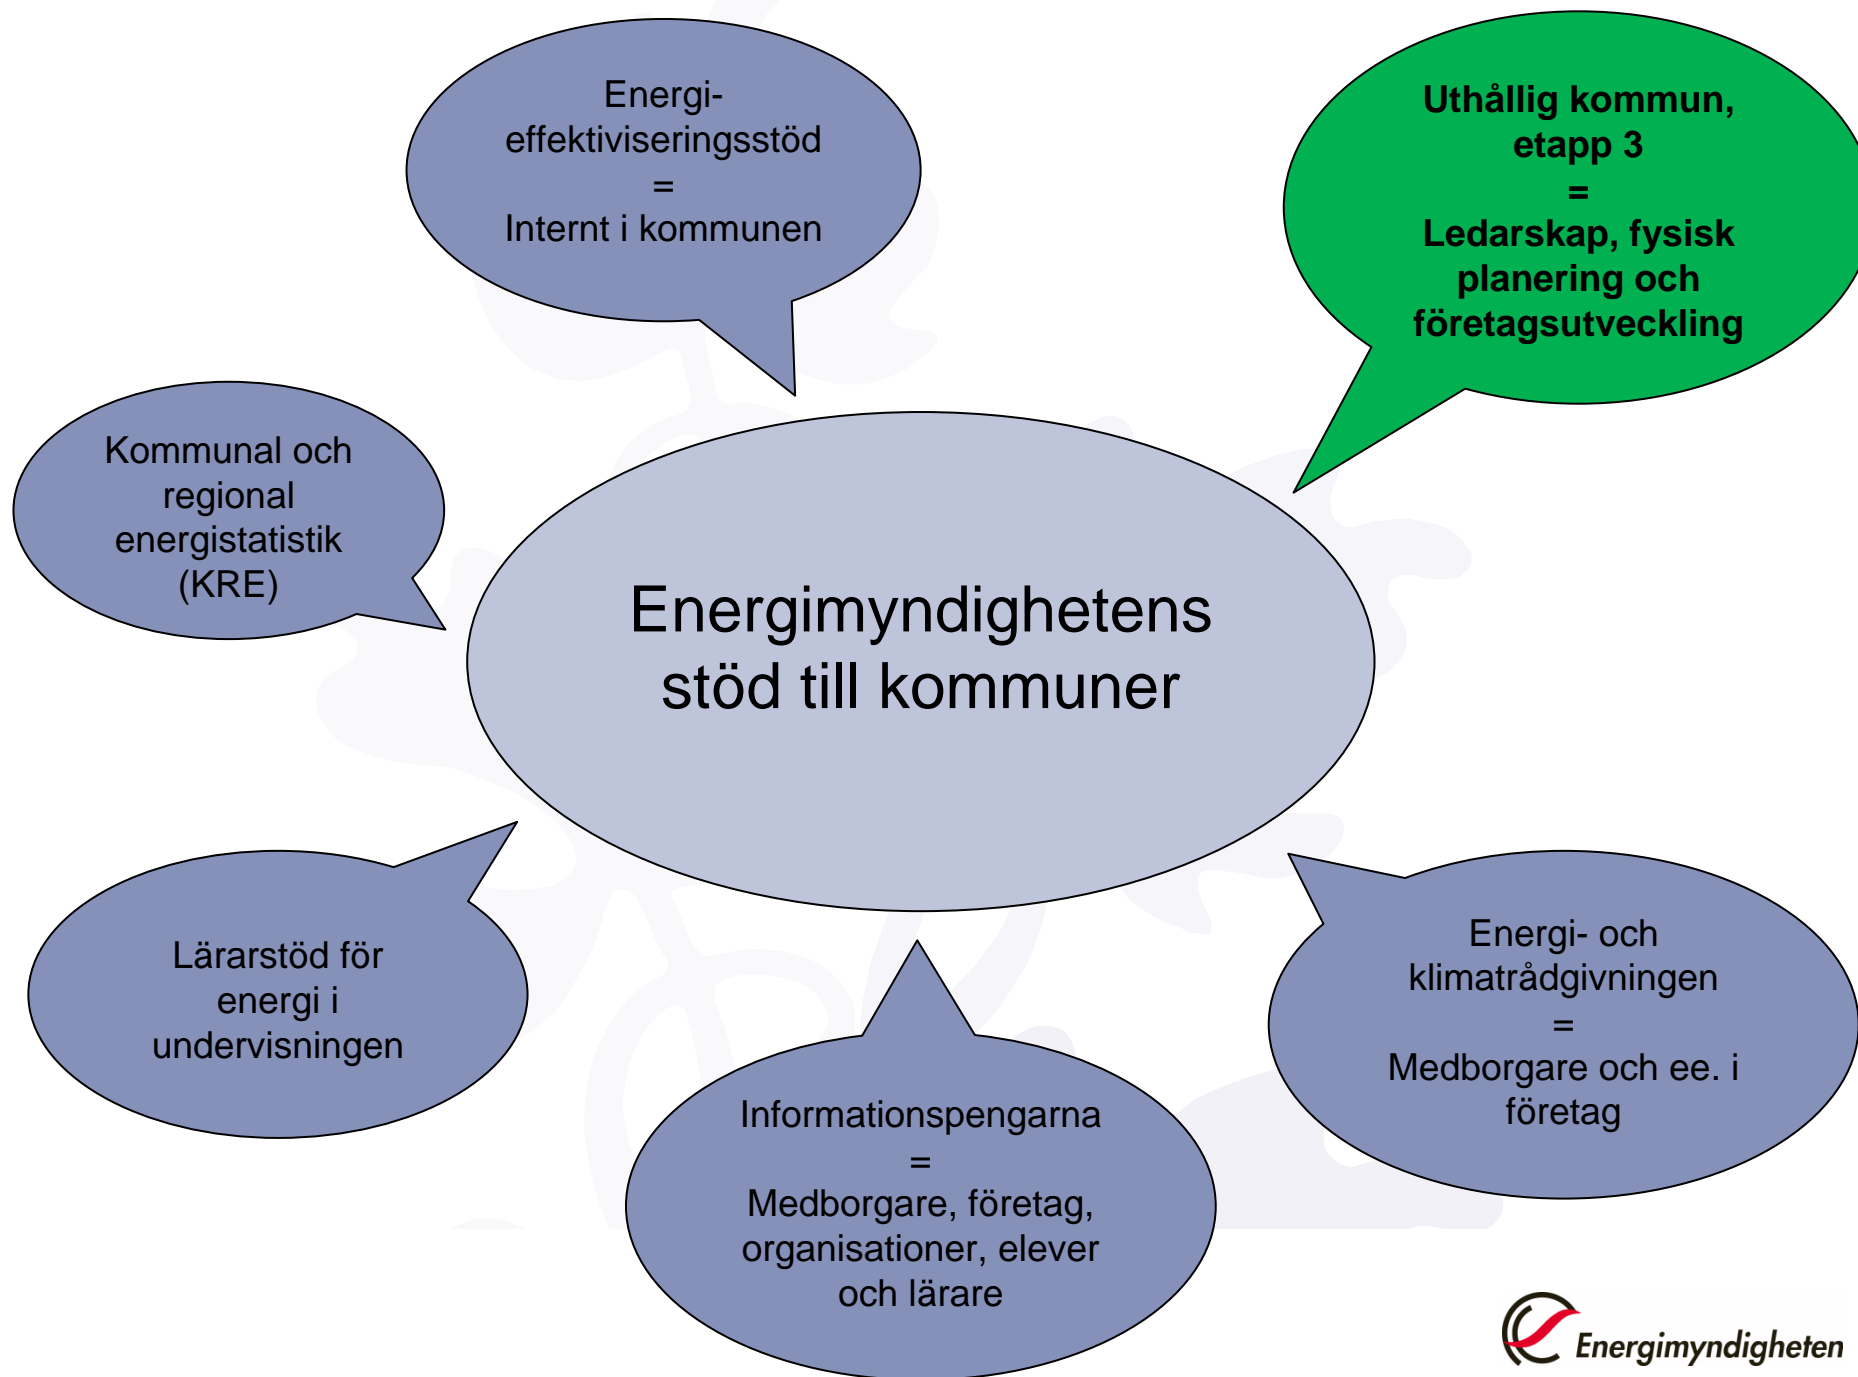 Energi-
effektiviseringsstöd
=
Internt i kommunen
Uthållig kommun,
etapp 3
=
Ledarskap, fysisk
planering och
företagsutveckling
Kommunal och
regional
energistatistik
(KRE)
Energimyndighetens
stöd till kommuner
Lärarstöd för
energi i
undervisningen
Informationspengarna
=
Medborgare, företag,
organisationer, elever
och lärare
Energi- och
klimatrådgivningen
=
Medborgare och ee. i
företag
Energimyndigheten